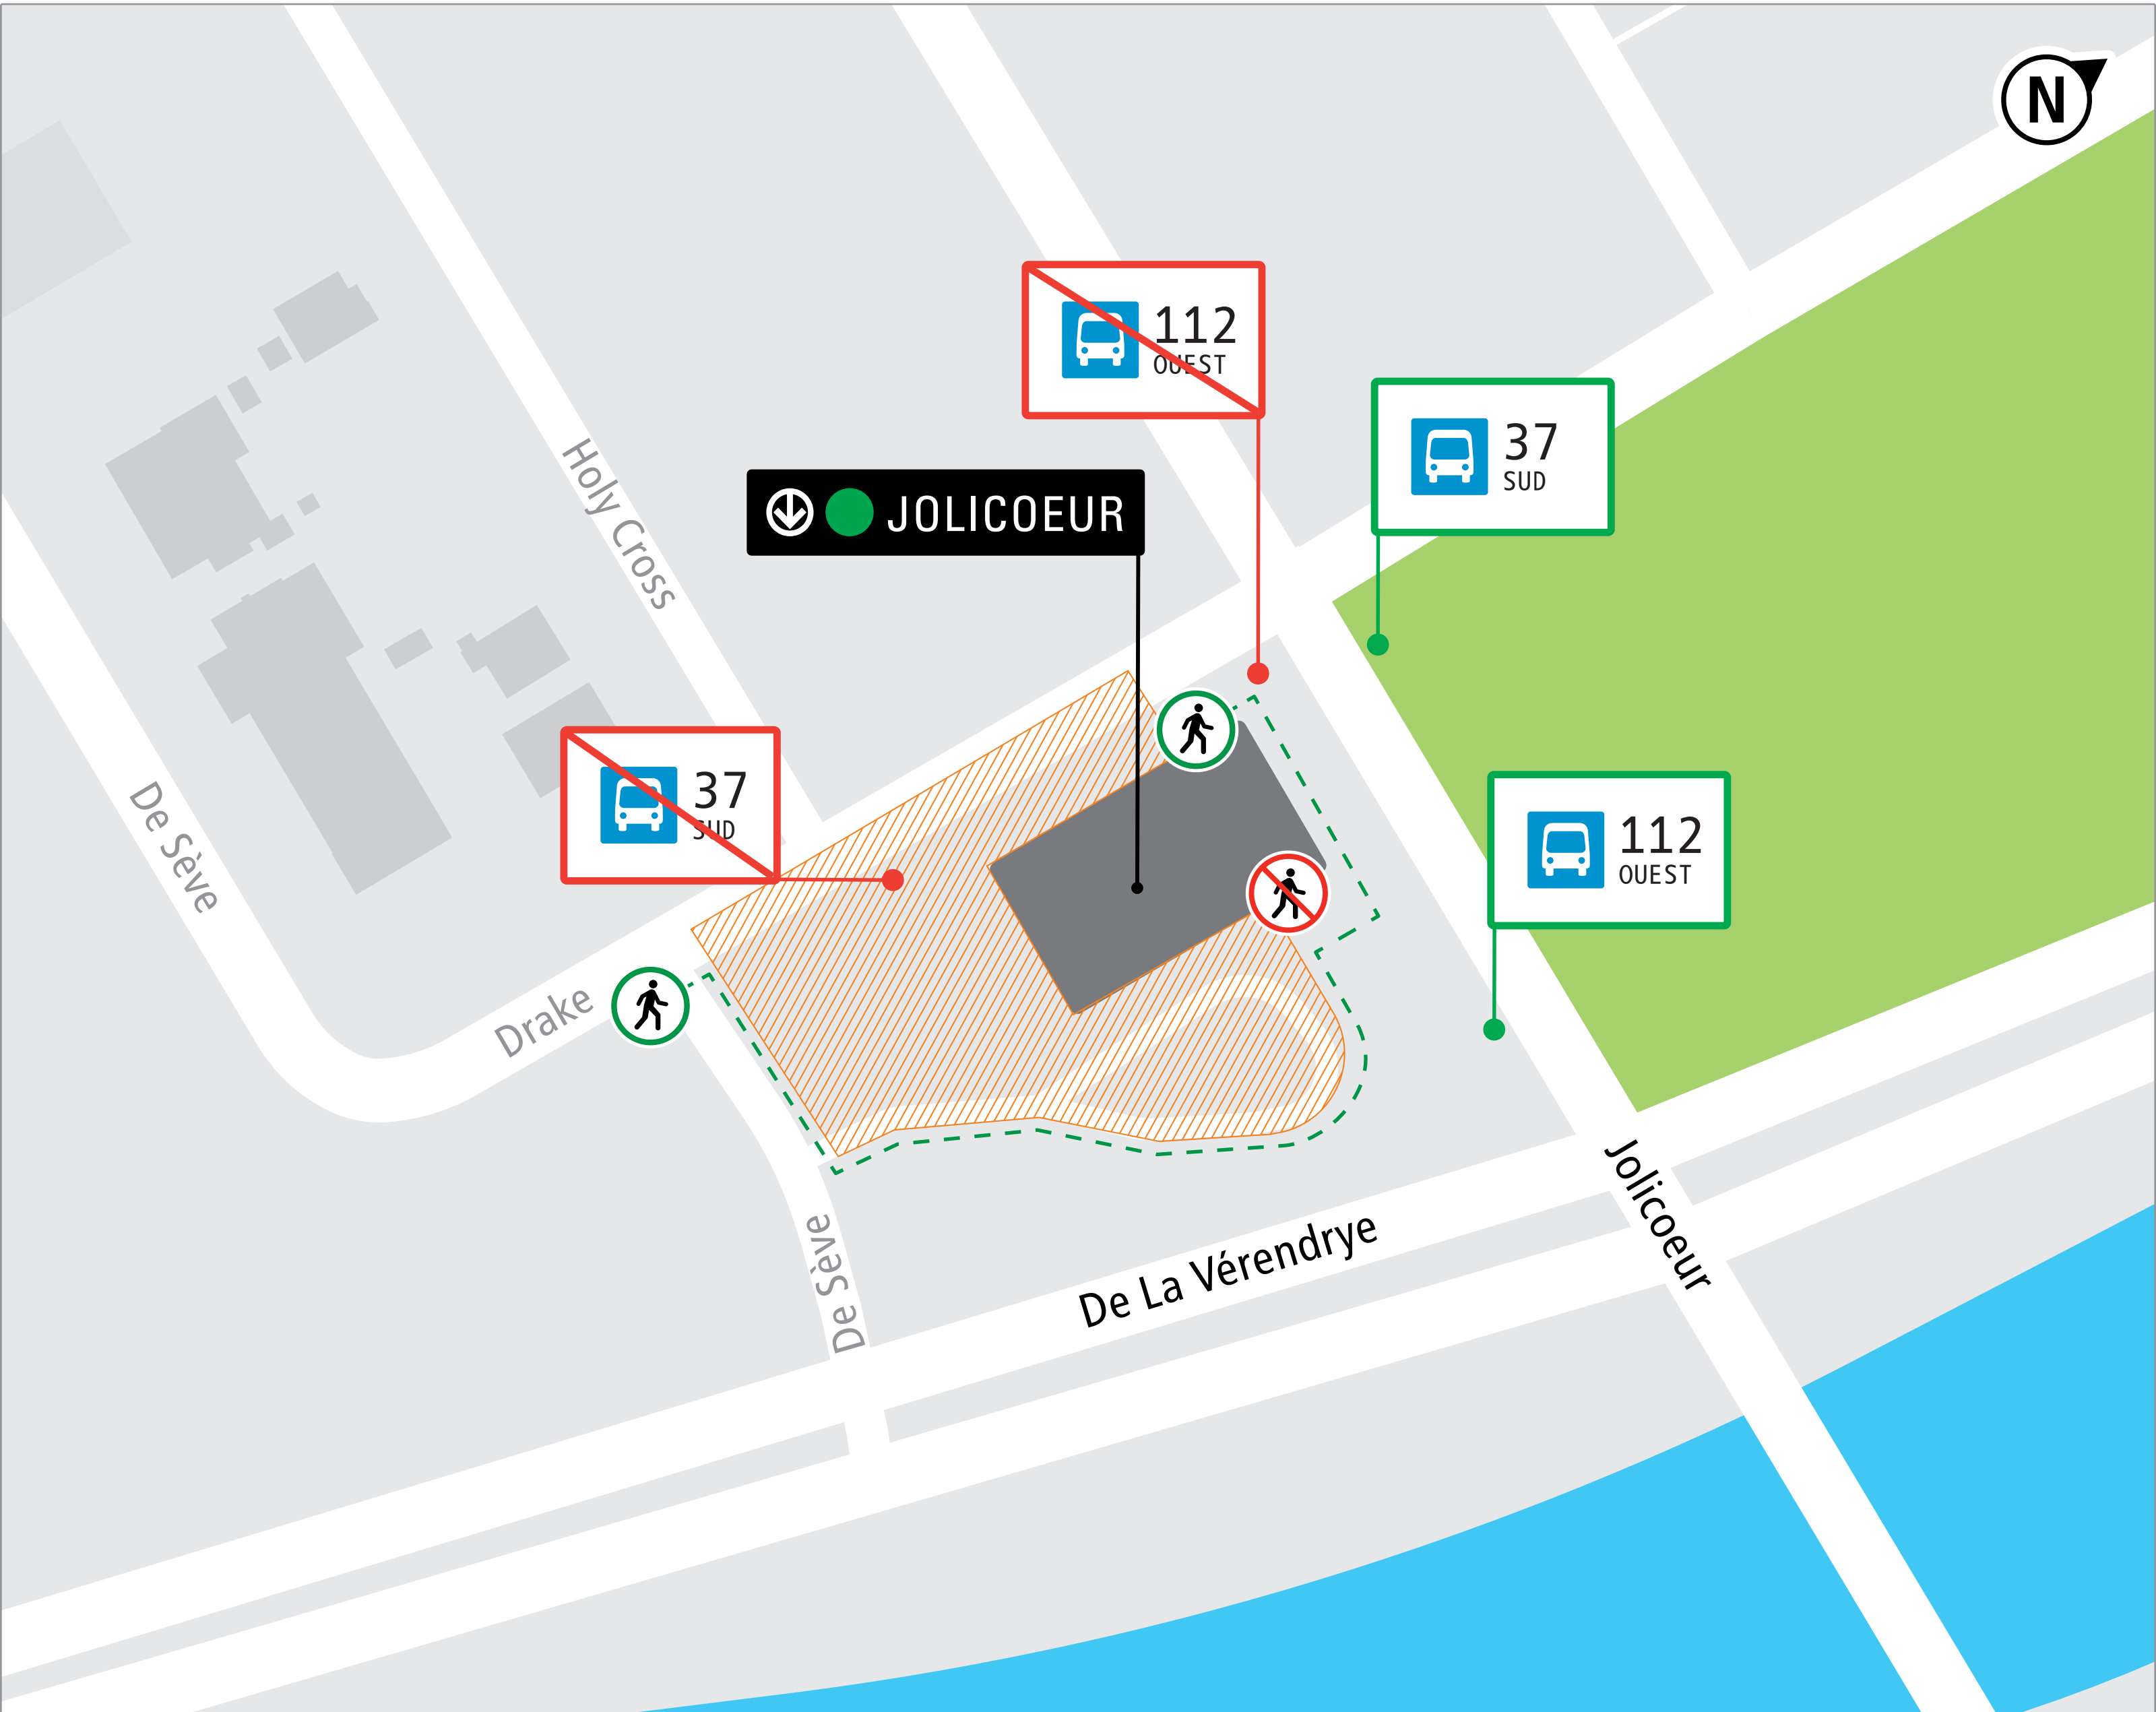 N
112
OUEST
37
SUD
Holy Cross
JOLICOEUR
37
SUD
De Sève
112
OUEST
Drake
De Sève
De La Vérendrye
Jolicoeur